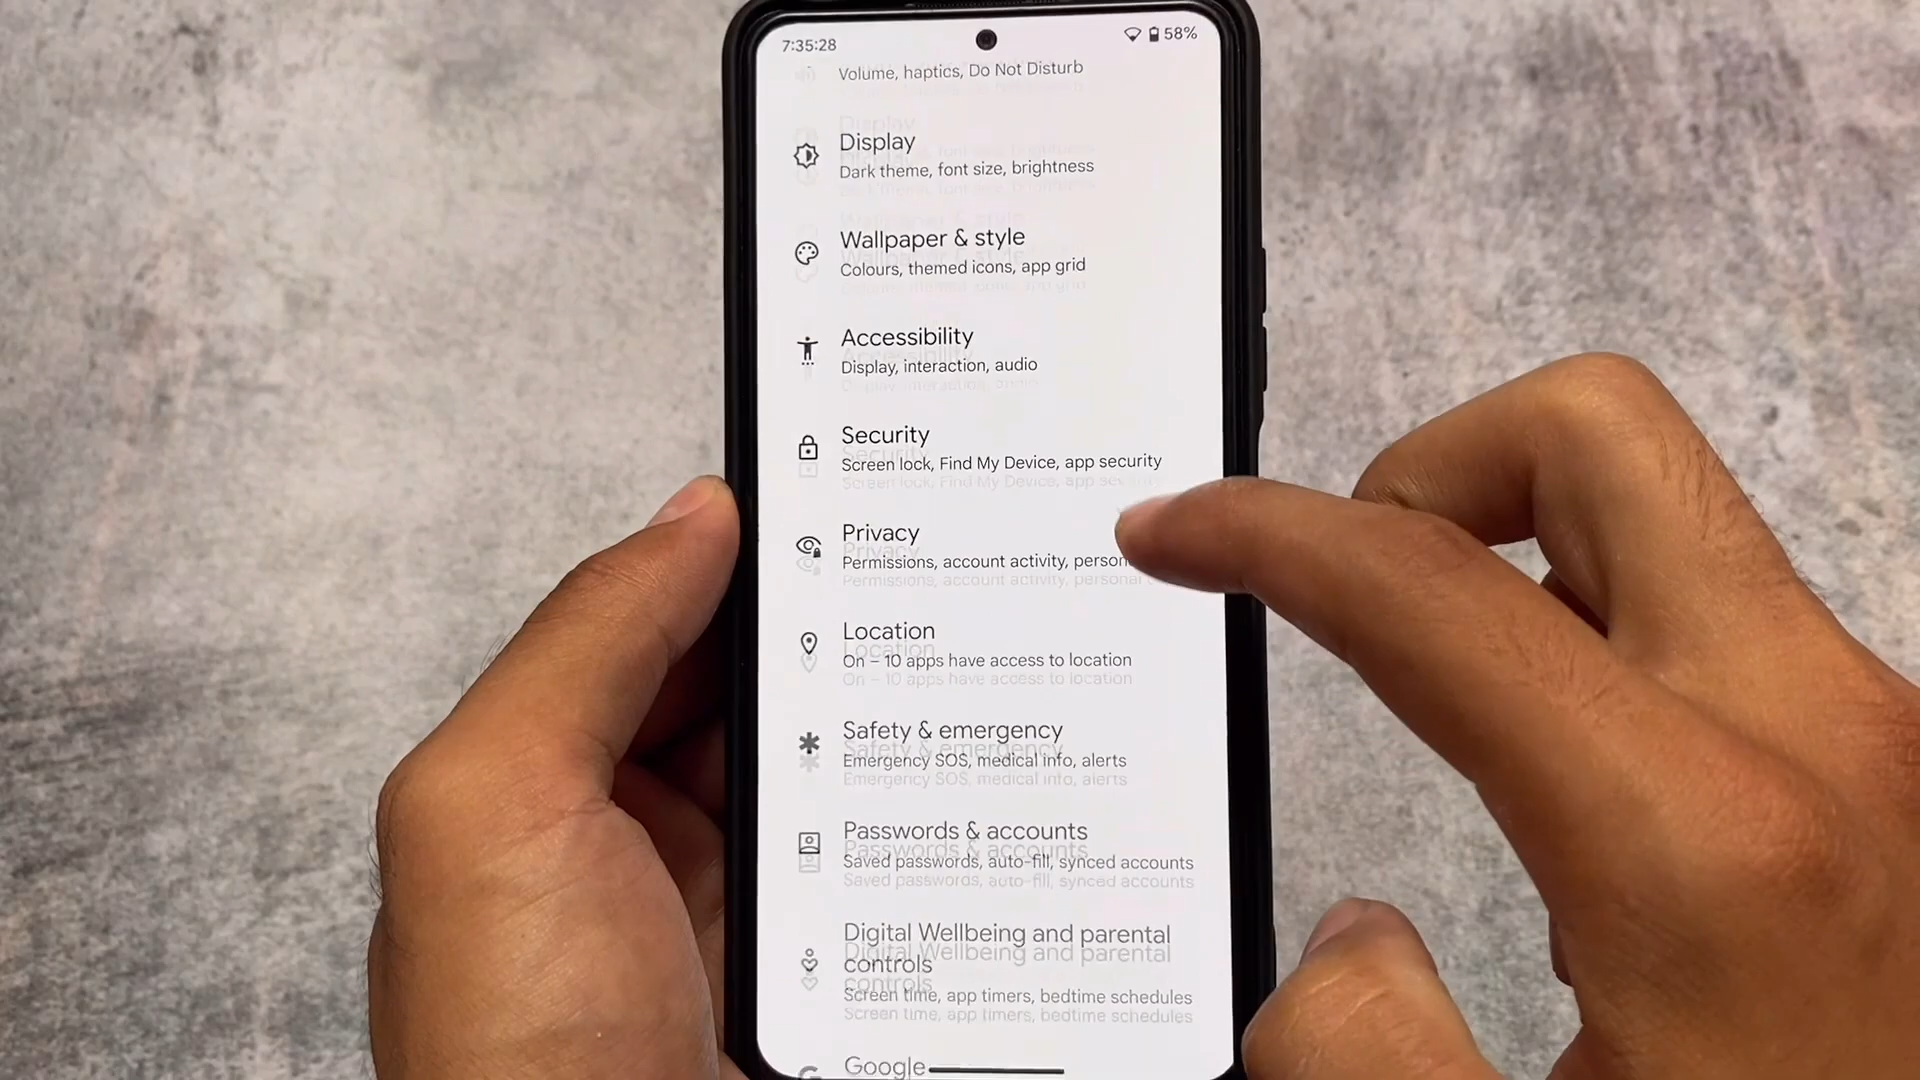 7:35:28
58%
Volume, haptics, Do Not Disturb
Display
Dark theme, font size, brightness
Wallpaper & style
Colours, themed icons, app grid
Accessibility
Display, interaction, audio
Security
Screen lock, Find My Device, app security
Privacy
Permissions, account activity, personal
Location
On – 10 apps have access to location
Safety & emergency
Emergency SOS, medical info, alerts
Passwords & accounts
Saved passwords, auto-fill, synced accounts
Digital Wellbeing and parental
controls
Screen time, app timers, bedtime schedules
Google